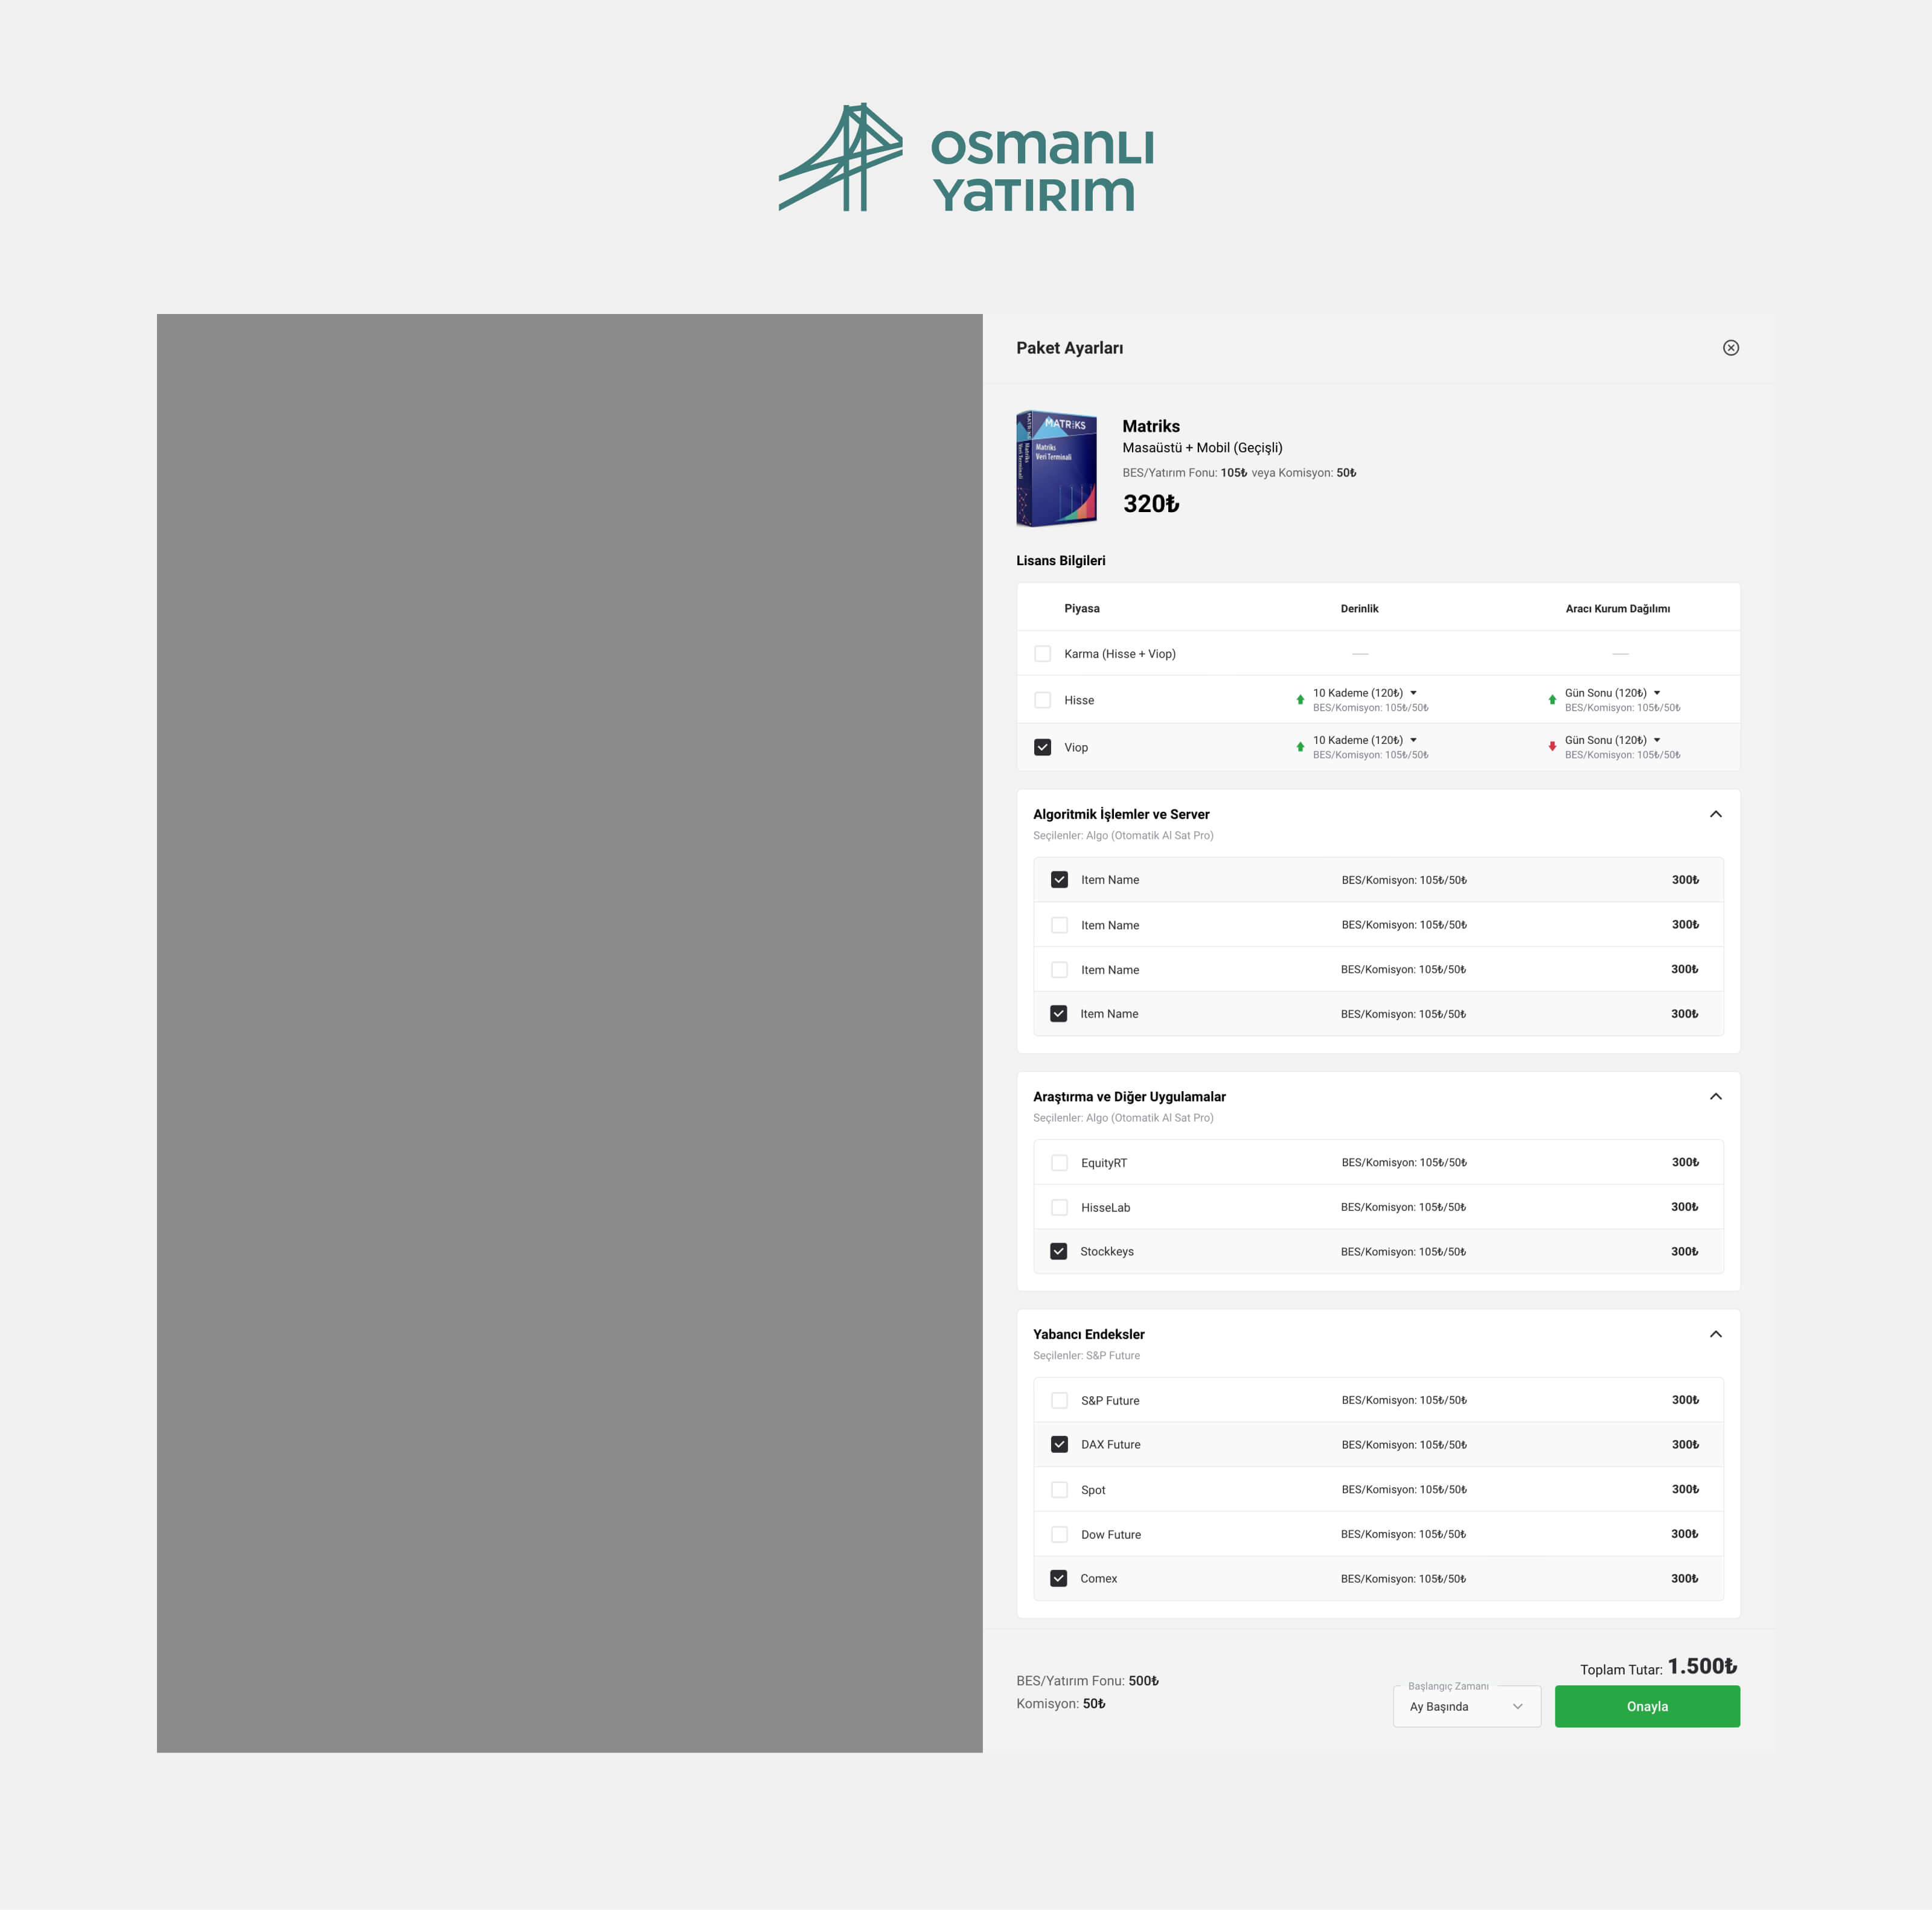 osmanlı
yatırım
Paket Ayarları
MATRİKS
Matriks
Veri Terminali
Matriks
Veri Terminali
Matriks
Masaüstü + Mobil (Geçişli)
BES/Yatırım Fonu: 105₺ veya Komisyon: 50₺
320₺
Lisans Bilgileri
Piyasa Derinlik Aracı Kurum Dağılımı
Karma (Hisse + Viop) — —
Hisse 10 Kademe (120₺) Gün Sonu (120₺)
BES/Komisyon: 105₺/50₺ BES/Komisyon: 105₺/50₺
Viop 10 Kademe (120₺) Gün Sonu (120₺)
BES/Komisyon: 105₺/50₺ BES/Komisyon: 105₺/50₺
Algoritmik İşlemler ve Server
Seçilenler: Algo (Otomatik Al Sat Pro)
Item Name BES/Komisyon: 105₺/50₺ 300₺
Item Name BES/Komisyon: 105₺/50₺ 300₺
Item Name BES/Komisyon: 105₺/50₺ 300₺
Item Name BES/Komisyon: 105₺/50₺ 300₺
Araştırma ve Diğer Uygulamalar
Seçilenler: Algo (Otomatik Al Sat Pro)
EquityRT BES/Komisyon: 105₺/50₺ 300₺
HisseLab BES/Komisyon: 105₺/50₺ 300₺
Stockkeys BES/Komisyon: 105₺/50₺ 300₺
Yabancı Endeksler
Seçilenler: S&P Future
S&P Future BES/Komisyon: 105₺/50₺ 300₺
DAX Future BES/Komisyon: 105₺/50₺ 300₺
Spot BES/Komisyon: 105₺/50₺ 300₺
Dow Future BES/Komisyon: 105₺/50₺ 300₺
Comex BES/Komisyon: 105₺/50₺ 300₺
BES/Yatırım Fonu: 500₺
Komisyon: 50₺
Toplam Tutar: 1.500₺
Başlangıç Zamanı
Ay Başında
Onayla